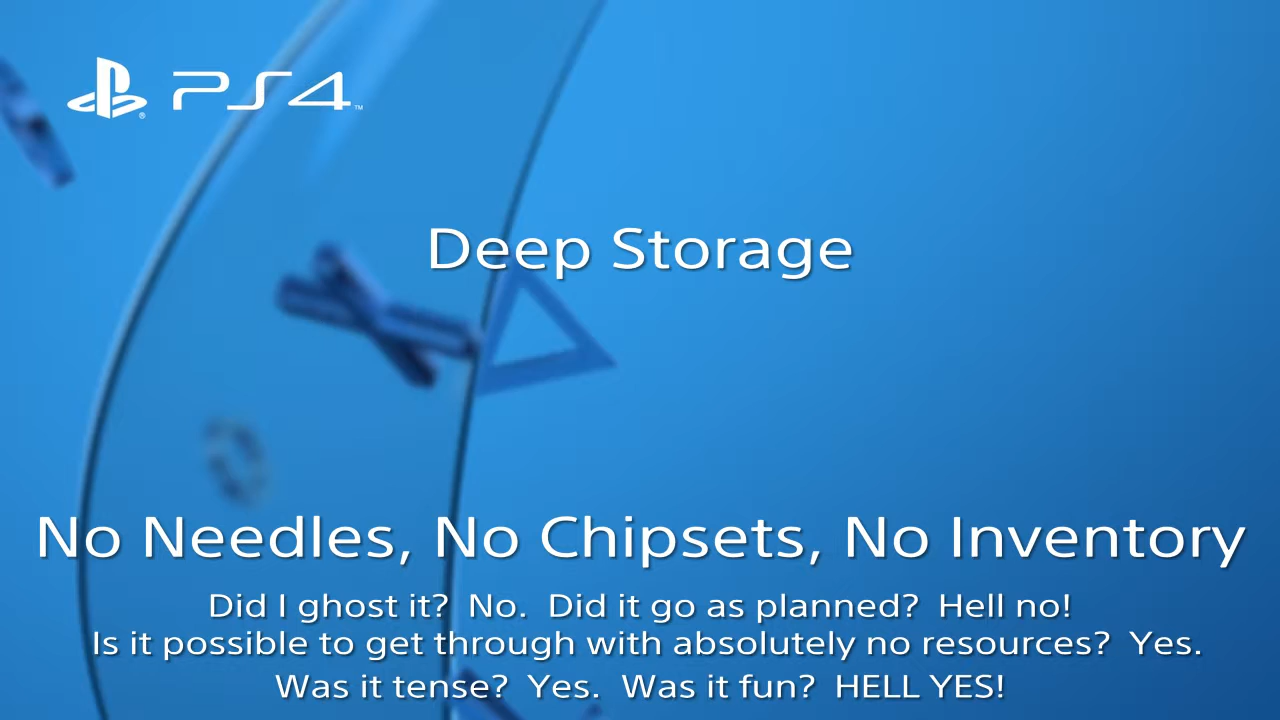 PS4™
Deep Storage
No Needles, No Chipsets, No Inventory
Did I ghost it?  No.  Did it go as planned?  Hell no!
Is it possible to get through with absolutely no resources?  Yes.
Was it tense?  Yes.  Was it fun?  HELL YES!